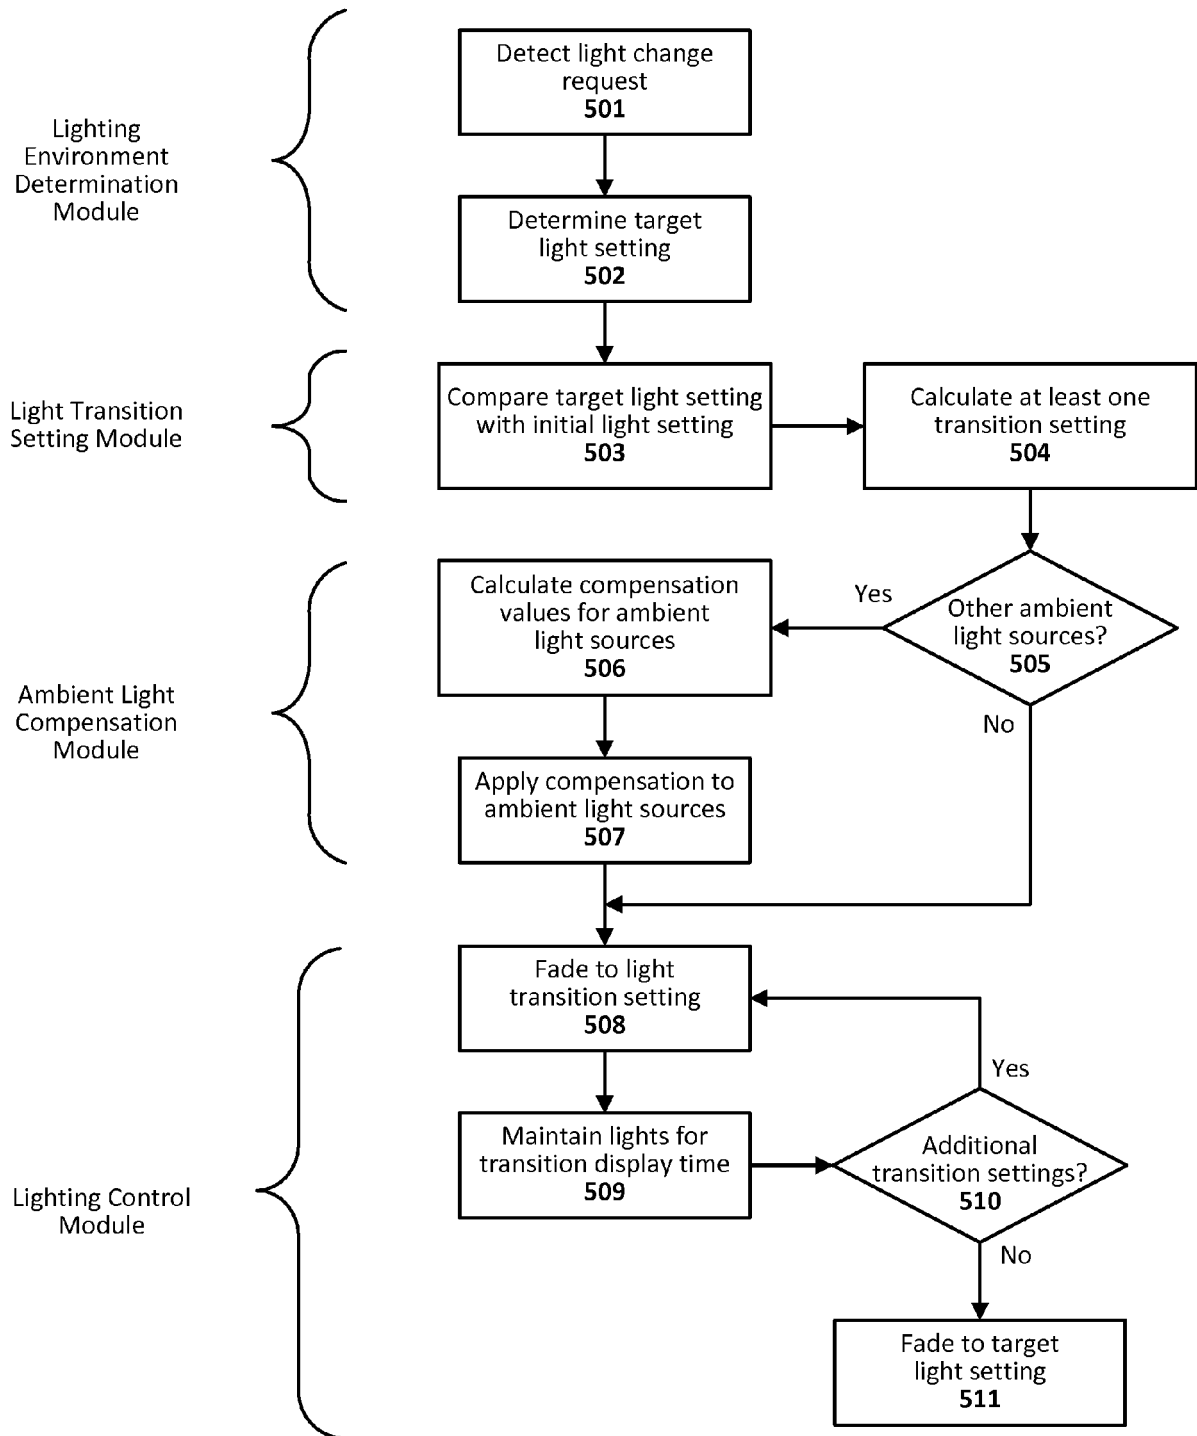 Lighting
Environment
Determination
Module
Detect light change
request
501
Determine target
light setting
502
Light Transition
Setting Module
Compare target light setting
with initial light setting
503
Calculate at least one
transition setting
504
Ambient Light
Compensation
Module
Calculate compensation
values for ambient
light sources
506
Yes
Other ambient
light sources?
505
No
Apply compensation to
ambient light sources
507
Lighting Control
Module
Fade to light
transition setting
508
Yes
Maintain lights for
transition display time
509
Additional
transition settings?
510
No
Fade to target
light setting
511